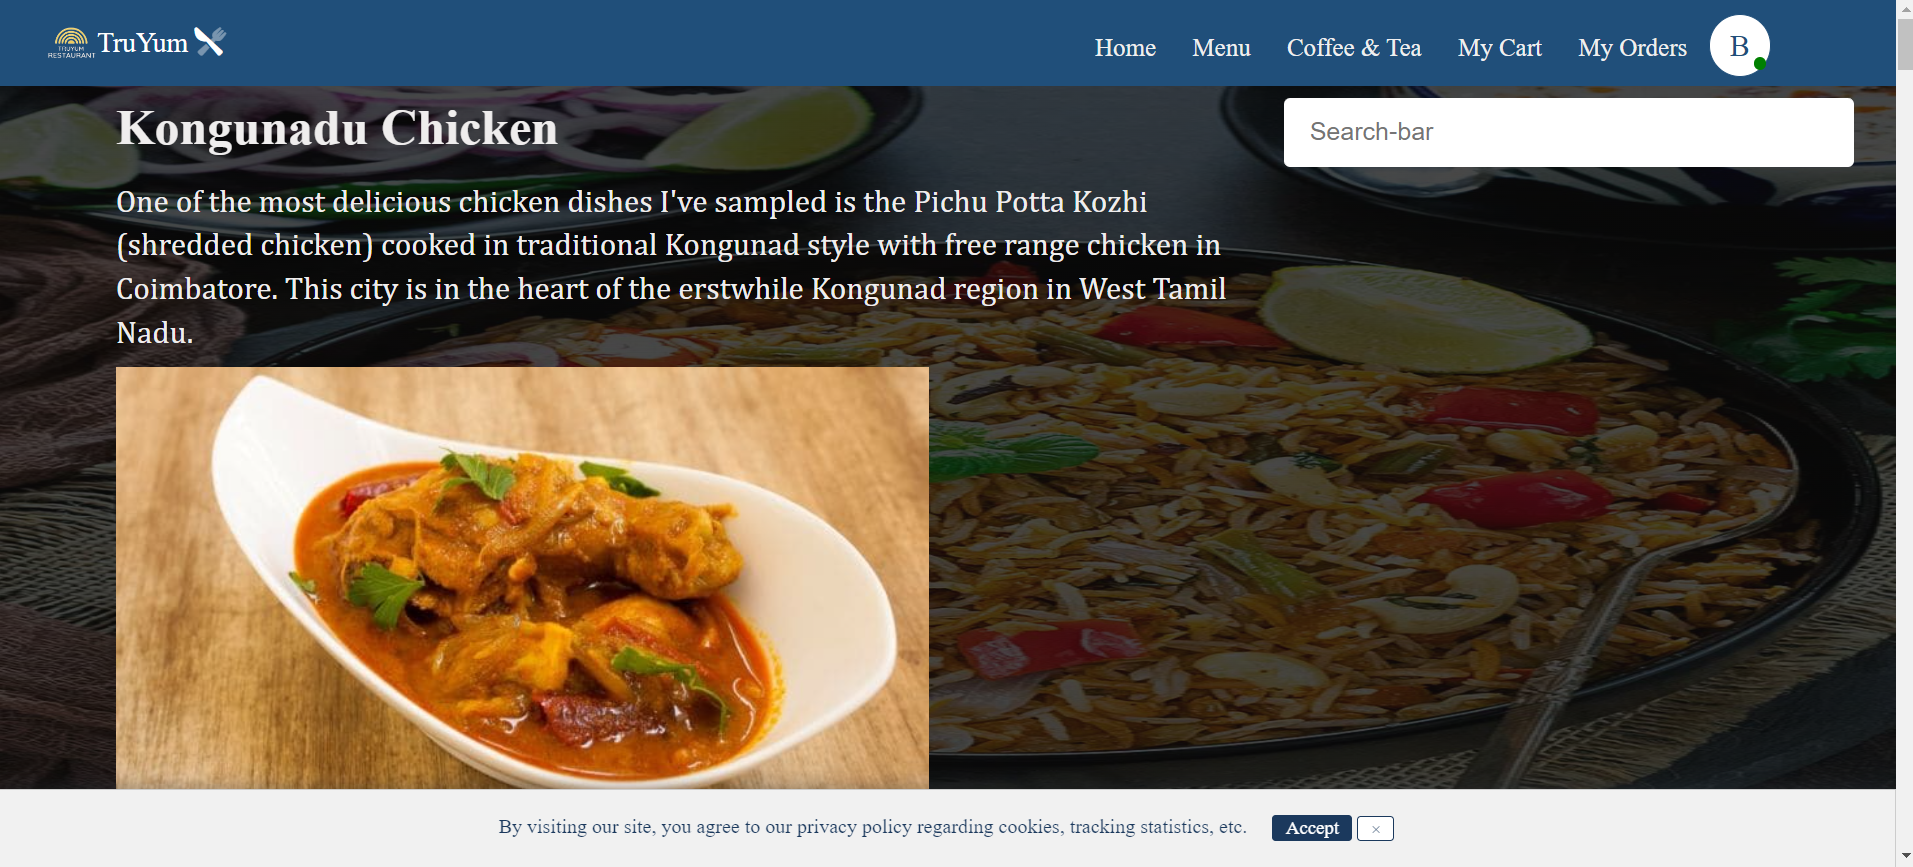 TRUYUM
RESTAURANT
TruYum
Home Menu Coffee & Tea My Cart My Orders B
Kongunadu Chicken
Search-bar
One of the most delicious chicken dishes I've sampled is the Pichu Potta Kozhi
(shredded chicken) cooked in traditional Kongunad style with free range chicken in
Coimbatore. This city is in the heart of the erstwhile Kongunad region in West Tamil
Nadu.
By visiting our site, you agree to our privacy policy regarding cookies, tracking statistics, etc. Accept ×